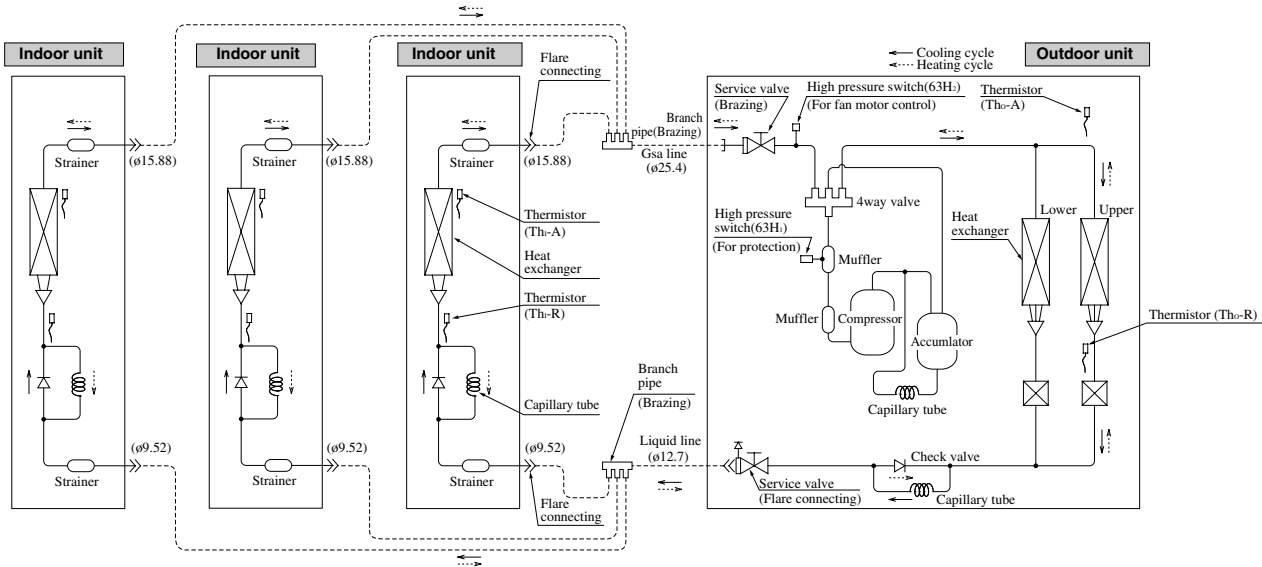 Indoor unit
Indoor unit
Indoor unit
Flare
connecting
Cooling cycle
Heating cycle
Outdoor unit
Service valve
(Brazing)
High pressure switch(63H2)
(For fan motor control)
Thermistor
(Tho-A)
Branch
pipe(Brazing)
Gsa line
(ø25.4)
Strainer
(ø15.88)
Strainer
(ø15.88)
Strainer
(ø15.88)
Thermistor
(ThI-A)
Heat
exchanger
Thermistor
(ThI-R)
High pressure
switch(63H1)
(For protection)
4way valve
Muffler
Muffler
Compressor
Accumlator
Capillary tube
Heat
exchanger
Lower
Upper
Thermistor (Tho-R)
Capillary tube
Branch
pipe
(Brazing)
(ø9.52)
Strainer
(ø9.52)
Strainer
(ø9.52)
Strainer
Flare
connecting
Liquid line
(ø12.7)
Service valve
(Flare connecting)
Check valve
Capillary tube